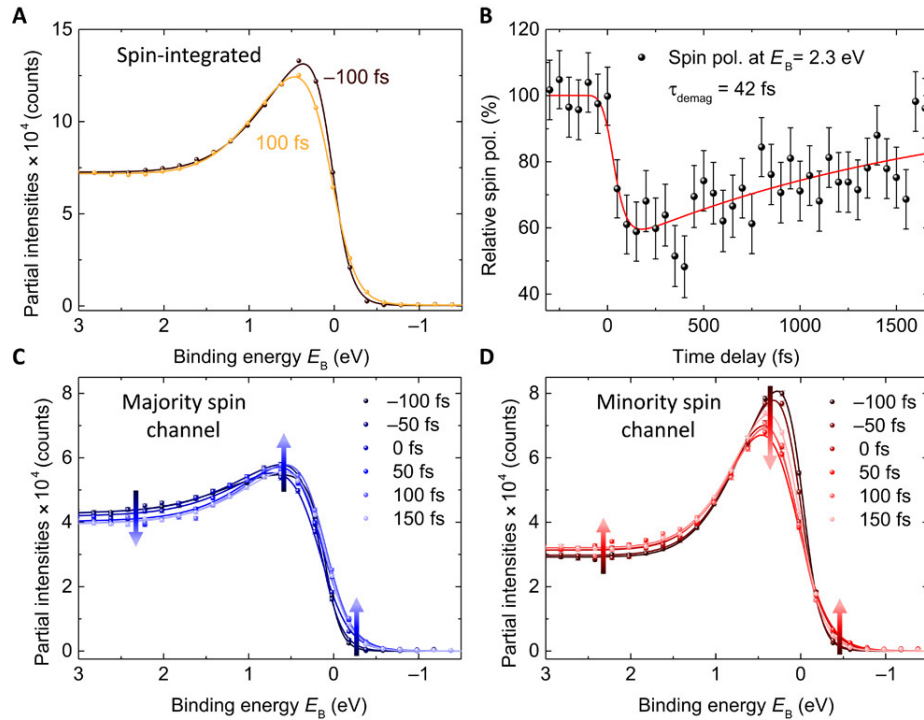 A
Spin-integrated
–100 fs
100 fs
15
10
5
0
Partial intensities × 10⁴ (counts)
3 2 1 0 –1
Binding energy E_B (eV)
B
Spin pol. at E_B = 2.3 eV
τ_demag = 42 fs
120
100
80
60
40
Relative spin pol. (%)
0 500 1000 1500
Time delay (fs)
C
Majority spin
channel
–100 fs
–50 fs
0 fs
50 fs
100 fs
150 fs
8
6
4
2
0
Partial intensities × 10⁴ (counts)
3 2 1 0 –1
Binding energy E_B (eV)
D
Minority spin
channel
–100 fs
–50 fs
0 fs
50 fs
100 fs
150 fs
8
6
4
2
0
Partial intensities × 10⁴ (counts)
3 2 1 0 –1
Binding energy E_B (eV)